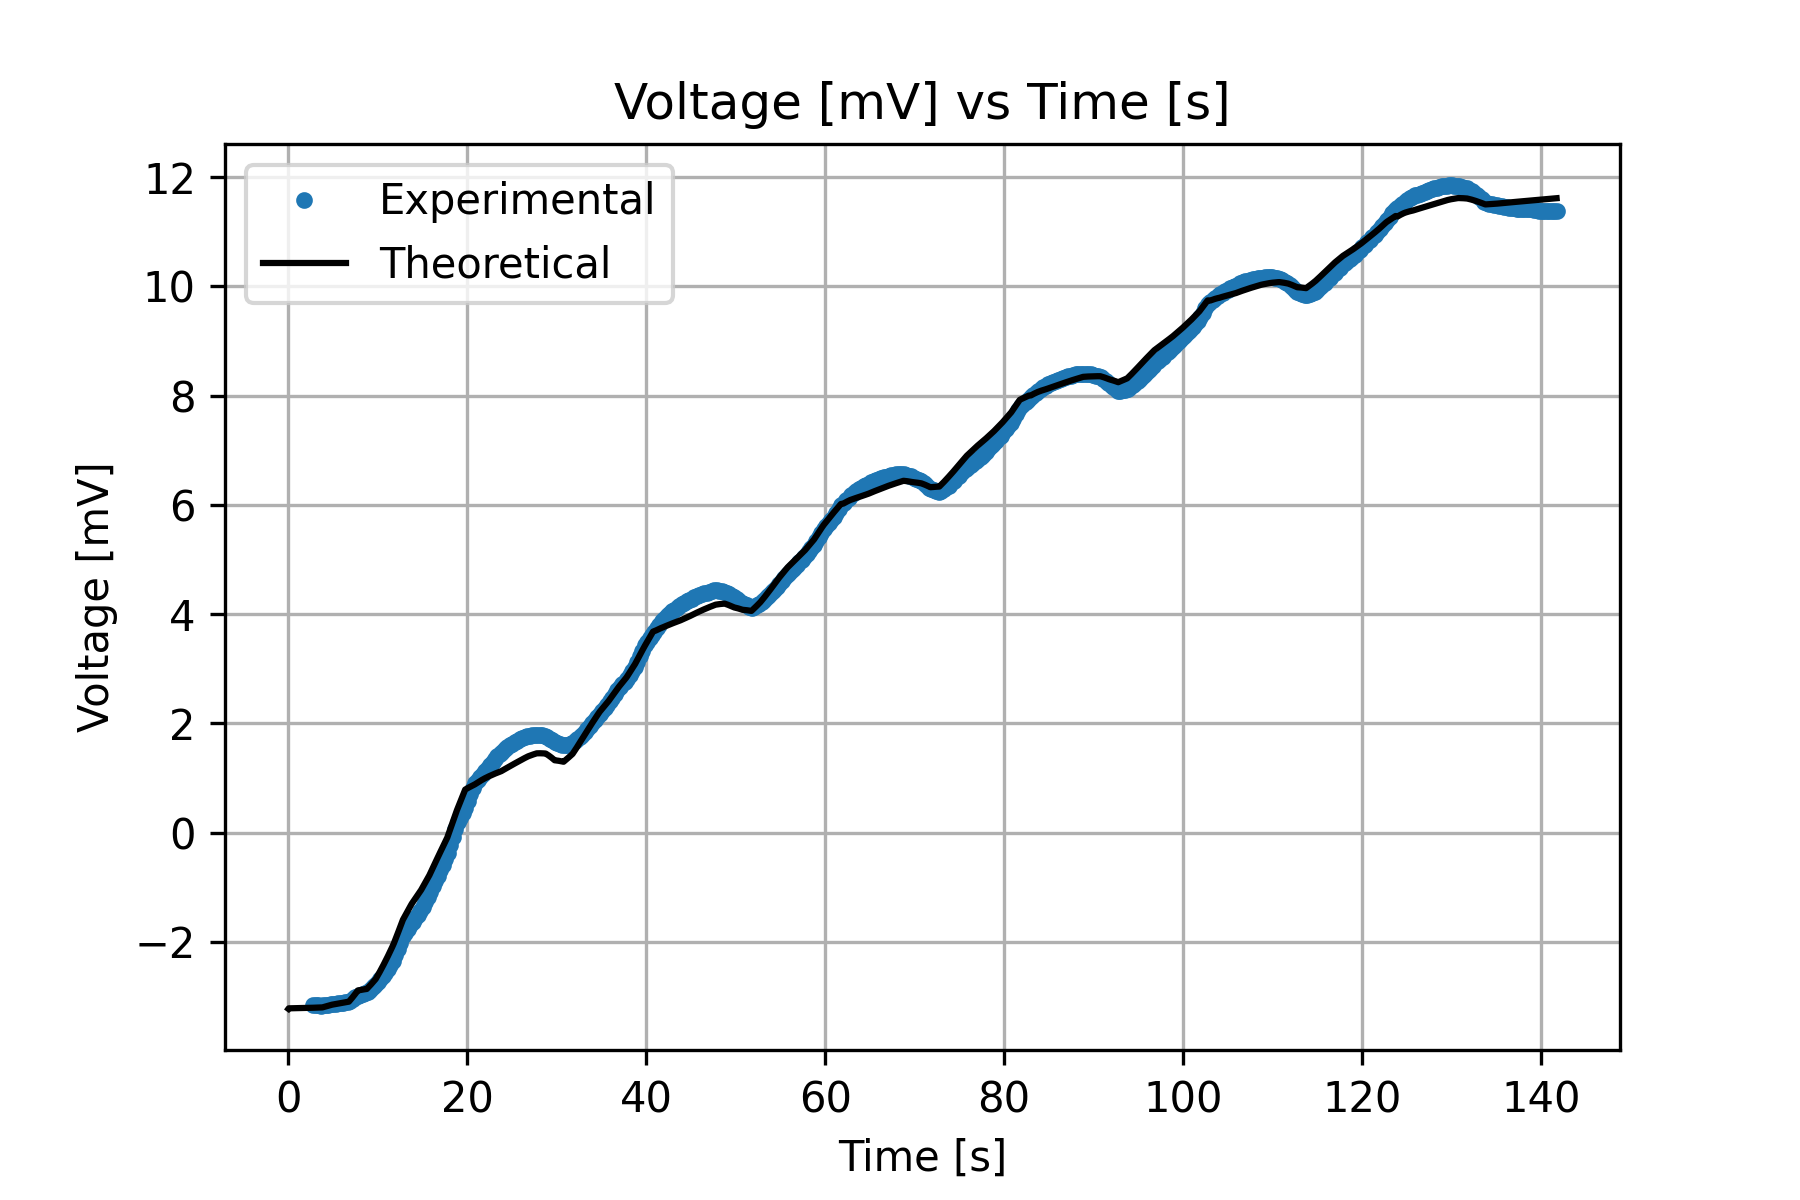 Voltage [mV] vs Time [s]
Experimental
Theoretical
12
10
8
6
4
2
0
−2
Voltage [mV]
0 20 40 60 80 100 120 140
Time [s]